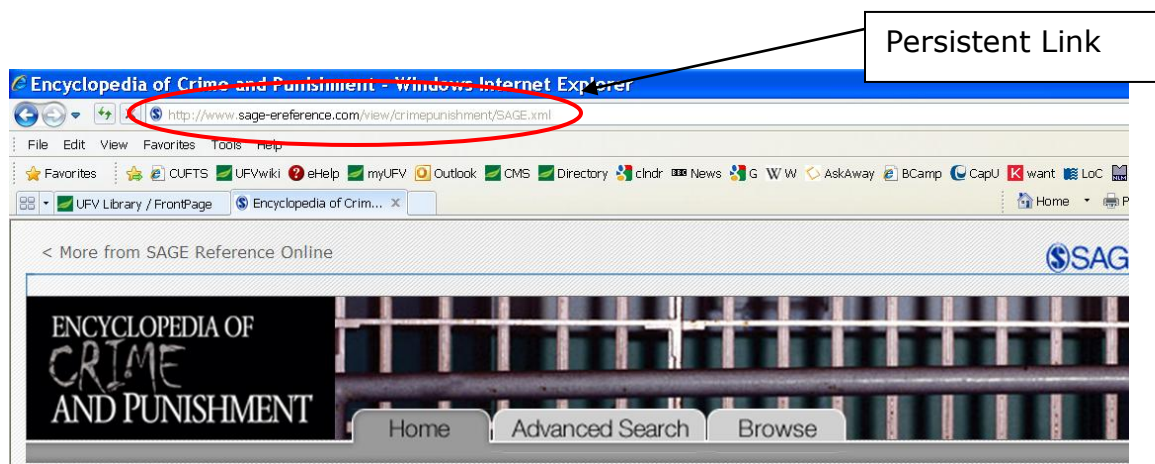 Persistent Link
Encyclopedia of Crime and Punishment - Windows Internet Explorer
http://www.sage-ereference.com/view/crimepunishment/SAGE.xml
File Edit View Favorites Tools Help
Favorites CUFTS UFVwiki eHelp myUFV Outlook CMS Directory clndr News G W W AskAway BCamp CapU want LoC
UFV Library / FrontPage Encyclopedia of Crim... X Home P
< More from SAGE Reference Online
SAG
ENCYCLOPEDIA OF
CRIME
AND PUNISHMENT
Home Advanced Search Browse